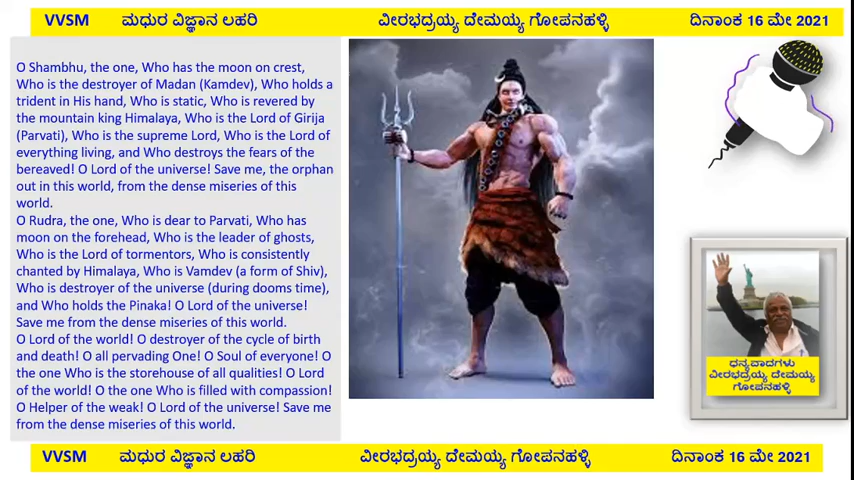 VVSM ಮಧುರ ವಿಜ್ಞಾನ ಲಹರಿ ವೀರಭದ್ರಯ್ಯ ದೇಮಯ್ಯ ಗೋಪನಹಳ್ಳಿ ದಿನಾಂಕ 16 ಮೇ 2021
O Shambhu, the one, Who has the moon on crest,
Who is the destroyer of Madan (Kamdev), Who holds a
trident in His hand, Who is static, Who is revered by
the mountain king Himalaya, Who is the Lord of Girija
(Parvati), Who is the supreme Lord, Who is the Lord of
everything living, and Who destroys the fears of the
bereaved! O Lord of the universe! Save me, the orphan
out in this world, from the dense miseries of this
world.
O Rudra, the one, Who is dear to Parvati, Who has
moon on the forehead, Who is the leader of ghosts,
Who is the Lord of tormentors, Who is consistently
chanted by Himalaya, Who is Vamdev (a form of Shiv),
Who is destroyer of the universe (during dooms time),
and Who holds the Pinaka! O Lord of the universe!
Save me from the dense miseries of this world.
O Lord of the world! O destroyer of the cycle of birth
and death! O all pervading One! O Soul of everyone! O
the one Who is the storehouse of all qualities! O Lord
of the world! O the one Who is filled with compassion!
O Helper of the weak! O Lord of the universe! Save me
from the dense miseries of this world.
ಧನ್ಯವಾದಗಳು
ವೀರಭದ್ರಯ್ಯ ದೇಮಯ್ಯ
ಗೋಪನಹಳ್ಳಿ
VVSM ಮಧುರ ವಿಜ್ಞಾನ ಲಹರಿ ವೀರಭದ್ರಯ್ಯ ದೇಮಯ್ಯ ಗೋಪನಹಳ್ಳಿ ದಿನಾಂಕ 16 ಮೇ 2021